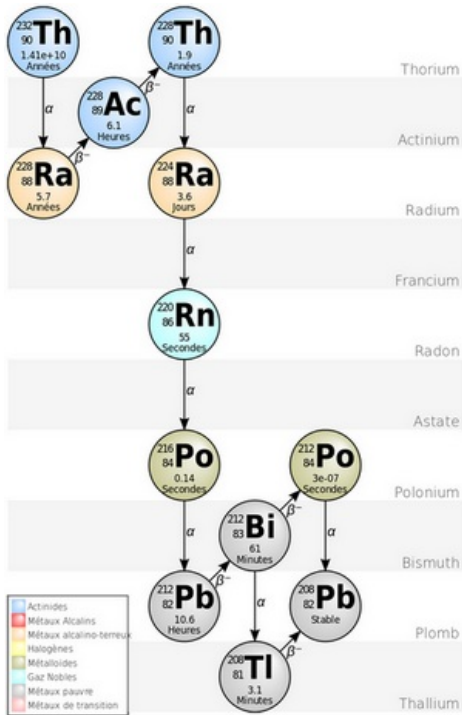 232 90 Th 1.41e+10 Années
228 90 Th 1.9 Années
Thorium
α
β⁻
α
228 89 Ac 6.1 Heures
Actinium
β⁻
228 88 Ra 5.7 Années
224 88 Ra 3.6 Jours
Radium
α
Francium
220 86 Rn 55 Secondes
Radon
α
Astate
216 84 Po 0.14 Secondes
212 84 Po 3e-07 Secondes
Polonium
α
β⁻
α
212 83 Bi 61 Minutes
Bismuth
β⁻
212 82 Pb 10.6 Heures
α
208 82 Pb Stable
Plomb
β⁻
208 81 Tl 3.1 Minutes
Thallium
Actinides
Métaux Alcalins
Métaux alcalino-terreux
Halogènes
Métalloides
Gaz Nobles
Métaux pauvre
Métaux de transition